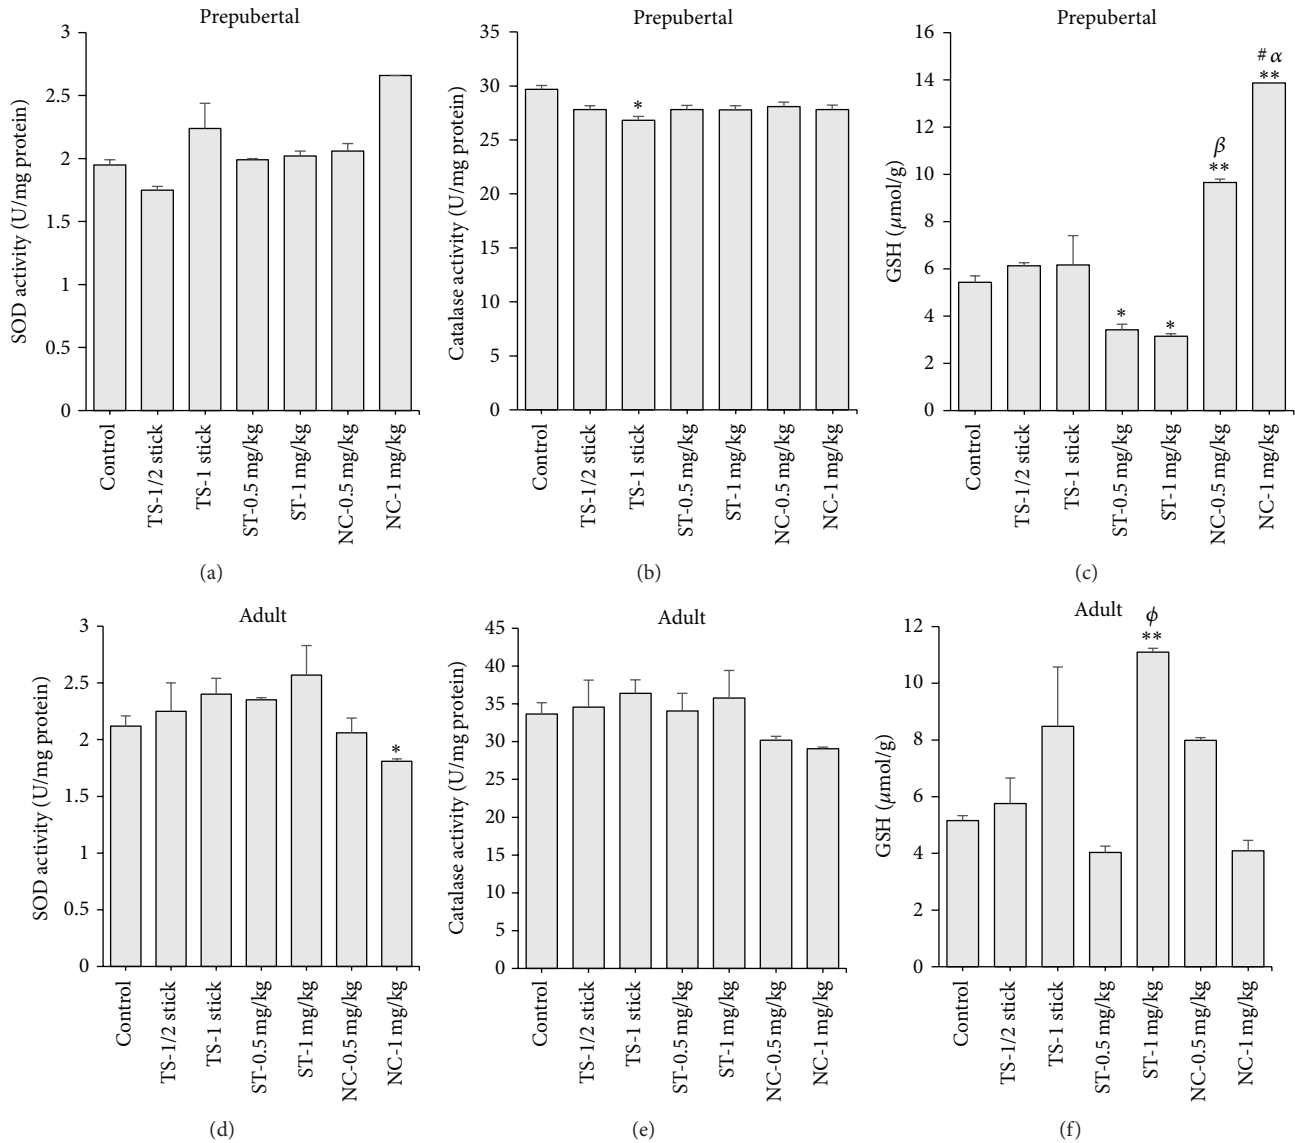 Prepubertal
SOD activity (U/mg protein)
3
2.5
2
1.5
1
0.5
0
Control
TS-1/2 stick
TS-1 stick
ST-0.5 mg/kg
ST-1 mg/kg
NC-0.5 mg/kg
NC-1 mg/kg
(a)
Prepubertal
Catalase activity (U/mg protein)
35
30
25
20
15
10
5
0
*
Control
TS-1/2 stick
TS-1 stick
ST-0.5 mg/kg
ST-1 mg/kg
NC-0.5 mg/kg
NC-1 mg/kg
(b)
Prepubertal
GSH (μmol/g)
16
14
12
10
8
6
4
2
0
*
*
β
**
# α
**
Control
TS-1/2 stick
TS-1 stick
ST-0.5 mg/kg
ST-1 mg/kg
NC-0.5 mg/kg
NC-1 mg/kg
(c)
Adult
SOD activity (U/mg protein)
3
2.5
2
1.5
1
0.5
0
*
Control
TS-1/2 stick
TS-1 stick
ST-0.5 mg/kg
ST-1 mg/kg
NC-0.5 mg/kg
NC-1 mg/kg
(d)
Adult
Catalase activity (U/mg protein)
45
40
35
30
25
20
15
10
5
0
Control
TS-1/2 stick
TS-1 stick
ST-0.5 mg/kg
ST-1 mg/kg
NC-0.5 mg/kg
NC-1 mg/kg
(e)
Adult
GSH (μmol/g)
12
10
8
6
4
2
0
ϕ
**
Control
TS-1/2 stick
TS-1 stick
ST-0.5 mg/kg
ST-1 mg/kg
NC-0.5 mg/kg
NC-1 mg/kg
(f)